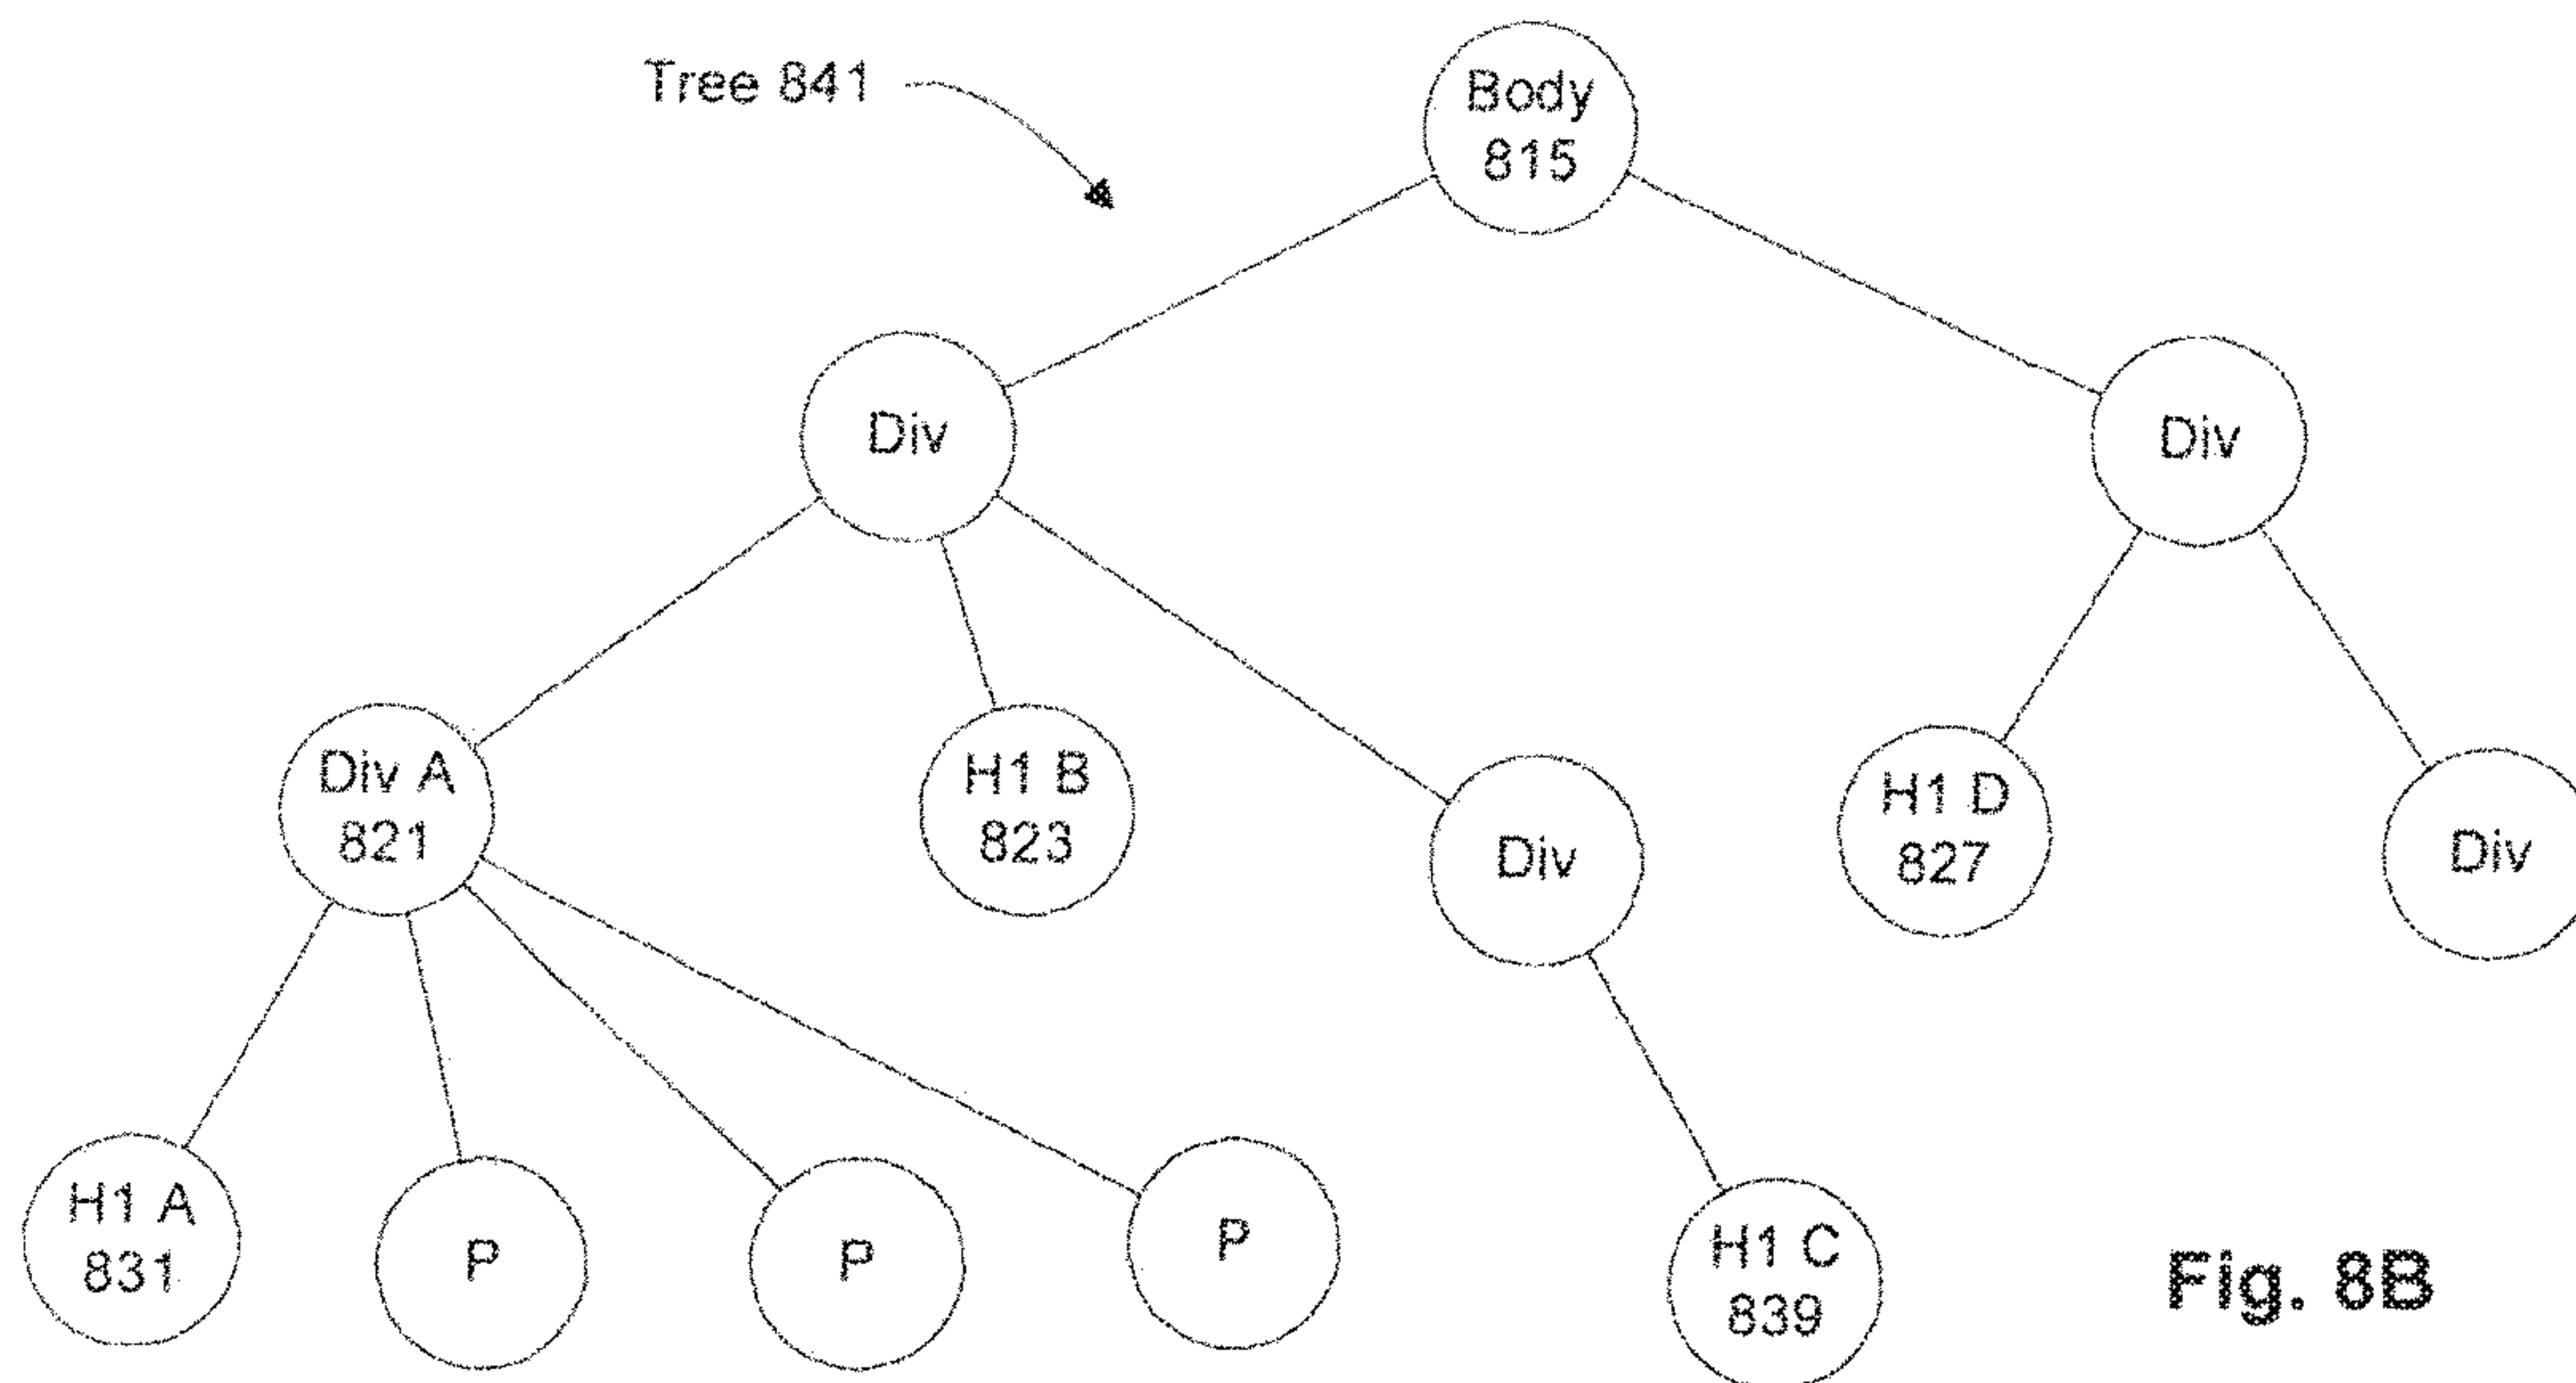 Tree 841
Body
815
Div
Div
Div A
821
H1 B
823
Div
H1 D
827
Div
H1 A
831
P
P
P
H1 C
839
Fig. 8B